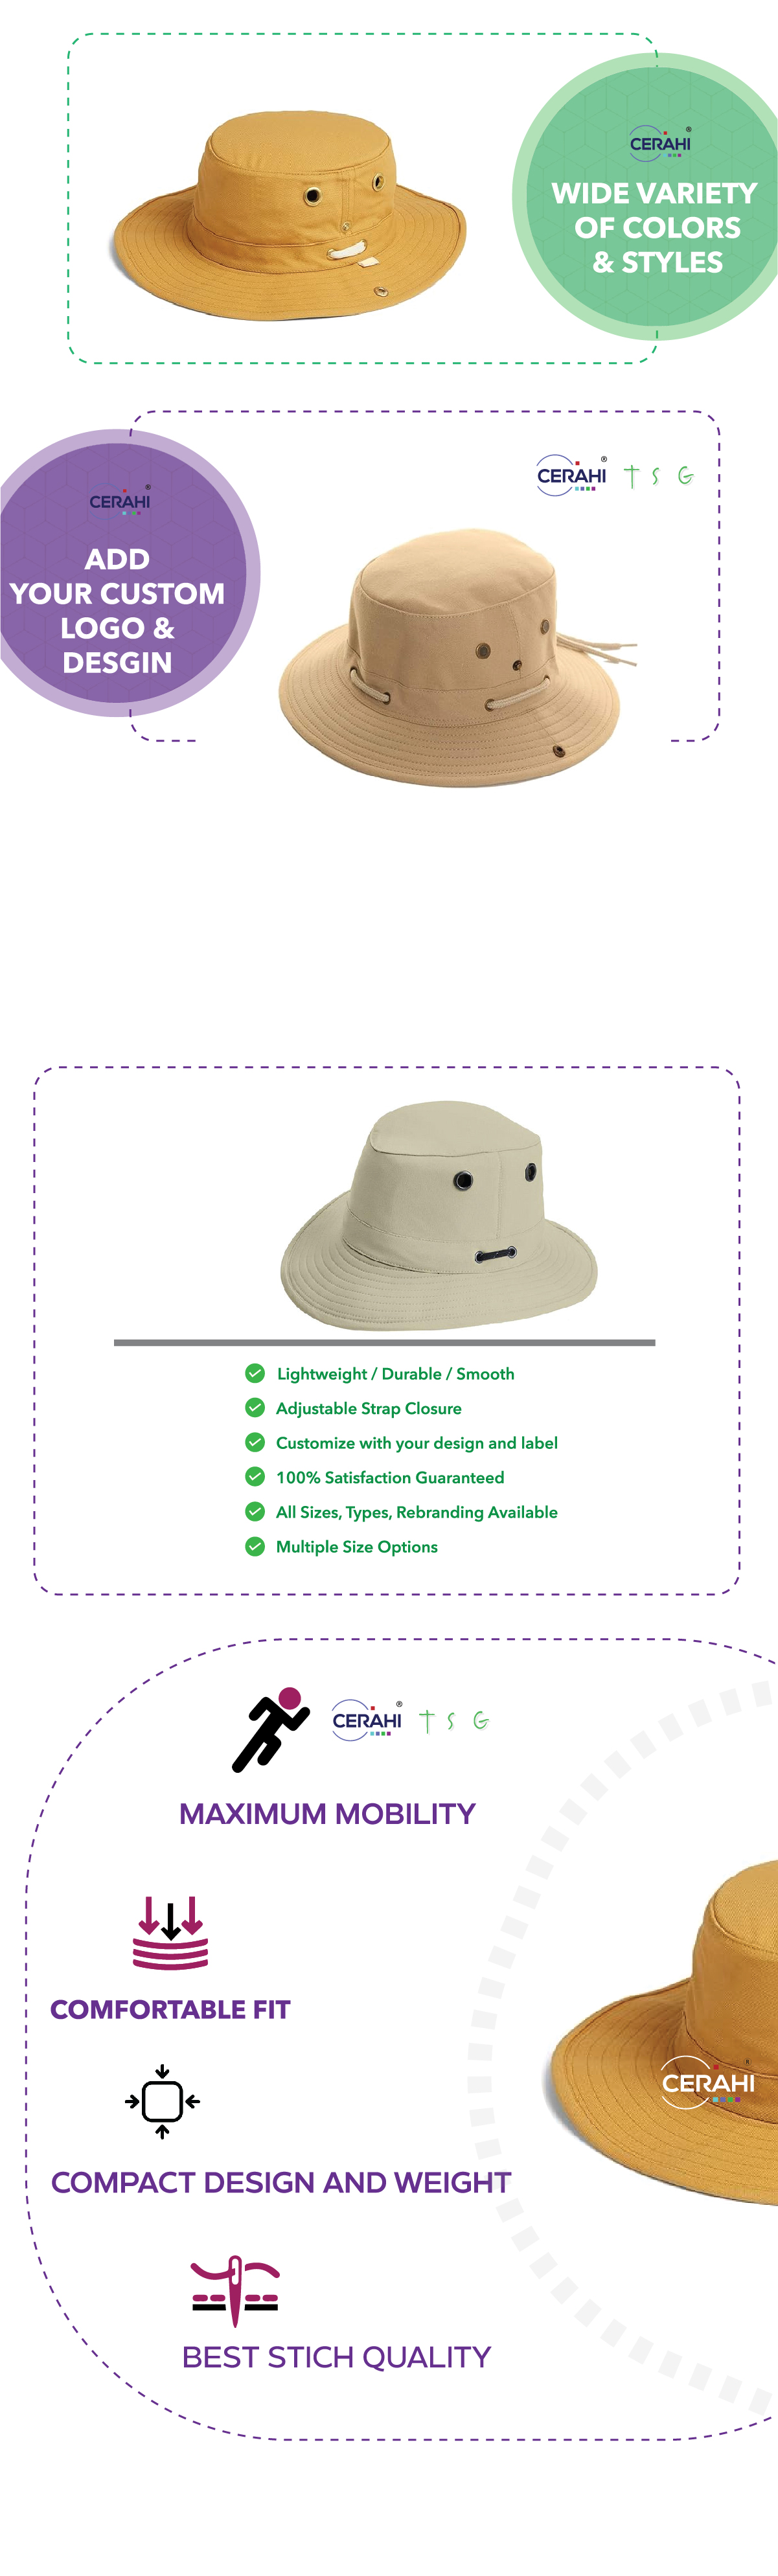 CERAHI®
WIDE VARIETY
OF COLORS
& STYLES
CERAHI® T S G
CERAHI®
ADD
YOUR CUSTOM
LOGO &
DESGIN
Lightweight / Durable / Smooth
Adjustable Strap Closure
Customize with your design and label
100% Satisfaction Guaranteed
All Sizes, Types, Rebranding Available
Multiple Size Options
CERAHI® T S G
MAXIMUM MOBILITY
COMFORTABLE FIT
CERAHI®
COMPACT DESIGN AND WEIGHT
BEST STICH QUALITY